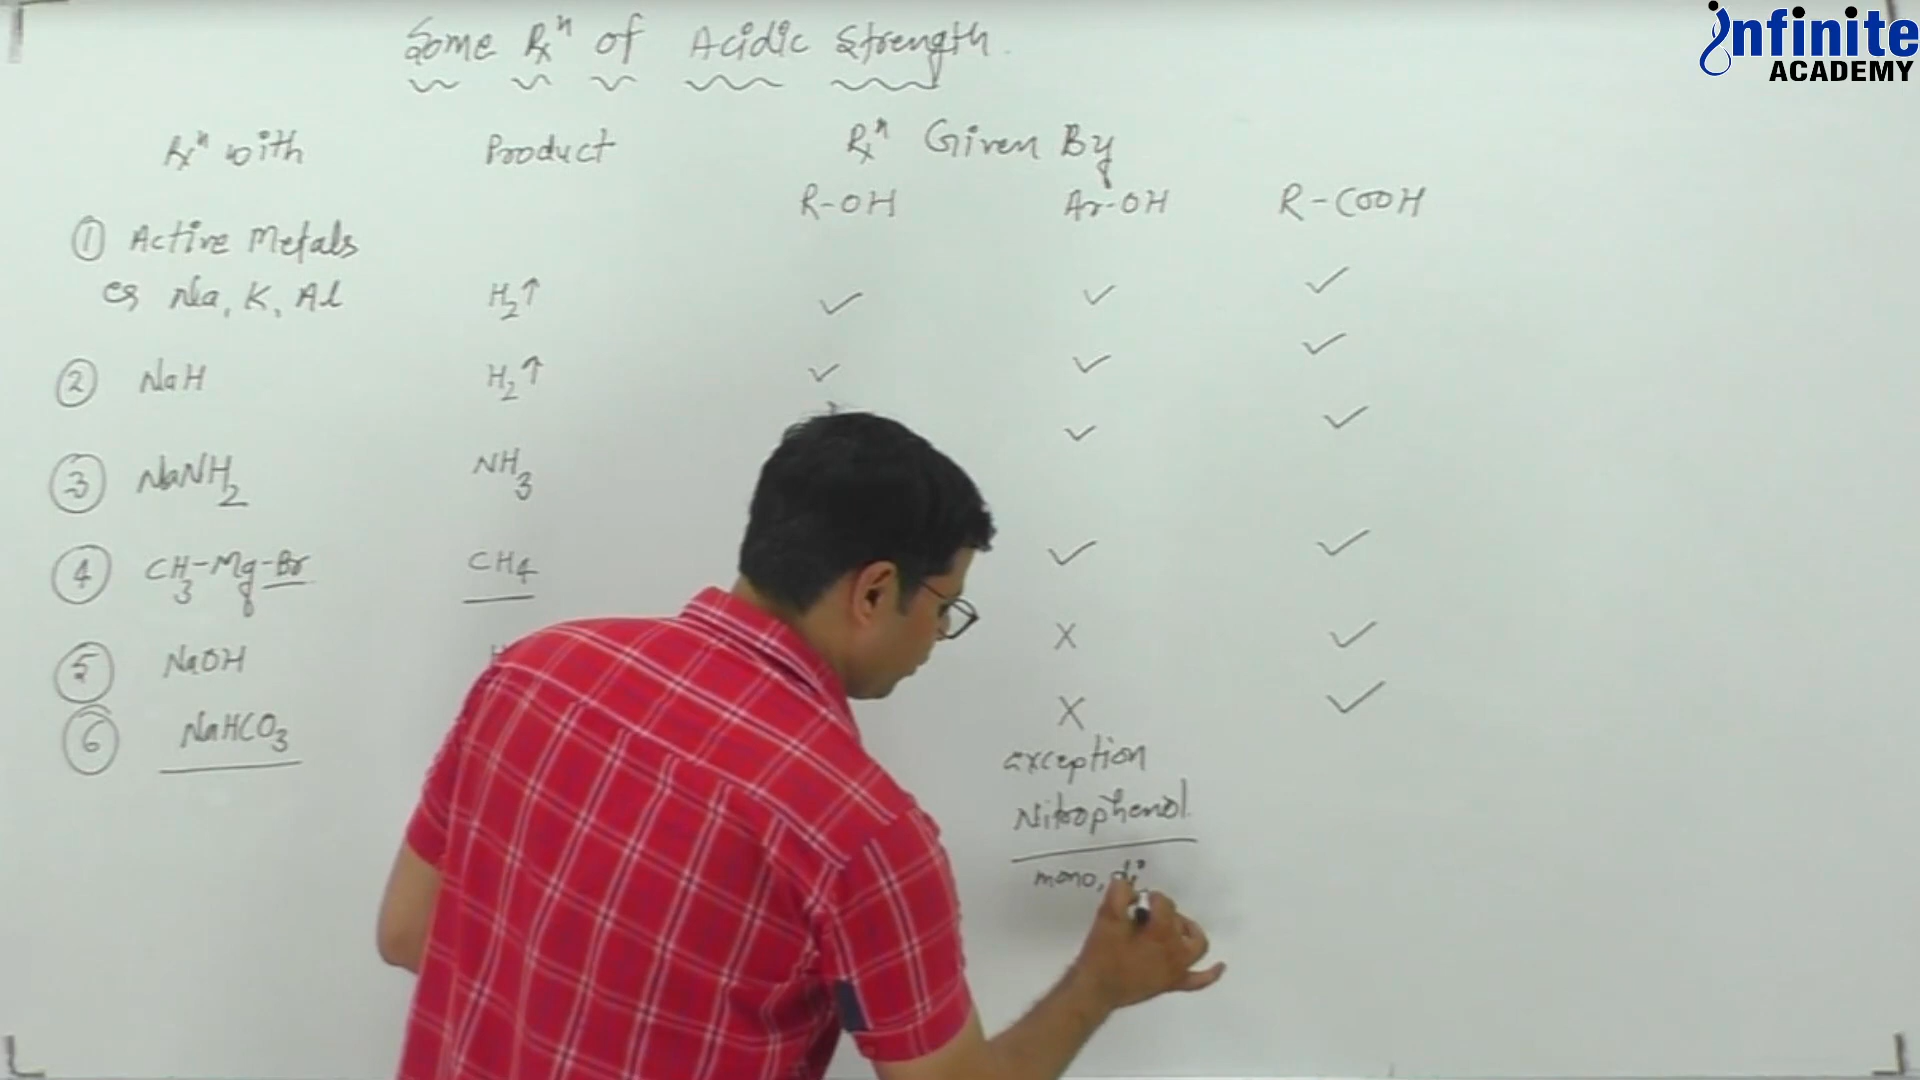 infinite
ACADEMY
Some Rxⁿ of Acidic Strength.
Rxⁿ with Product Rxⁿ Given By
R-OH Ar-OH R-COOH
① Active Metals
eg Na, K, Al H₂↑ ✓ ✓ ✓
② NaH H₂↑ ✓ ✓ ✓
③ NaNH₂ NH₃ ✓ ✓
④ CH₃-Mg-Br CH₄ ✓ ✓
⑤ NaOH H X ✓
⑥ NaHCO₃ X ✓
exception
Nitrophenol
mono, di